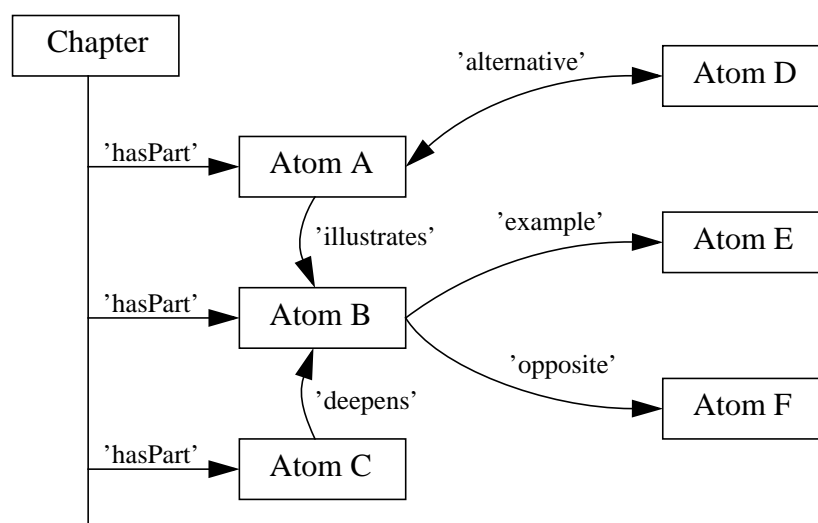 Chapter
'alternative'
Atom D
'hasPart'
Atom A
'illustrates'
'example'
Atom E
'hasPart'
Atom B
'opposite'
'deepens'
Atom F
'hasPart'
Atom C